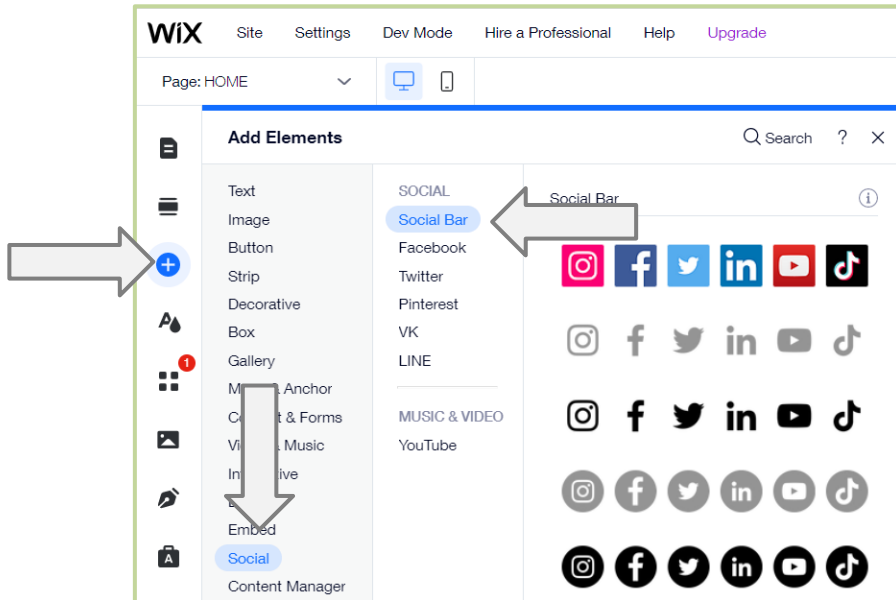 WiX Site Settings Dev Mode Hire a Professional Help Upgrade
Page: HOME
Add Elements Search ? ×
Text
Image
Button
Strip
Decorative
Box
Gallery
Anchor
& Forms
Music
Embed
Social
Content Manager
SOCIAL
Social Bar
Facebook
Twitter
Pinterest
VK
LINE
MUSIC & VIDEO
YouTube
Social Bar
1
A